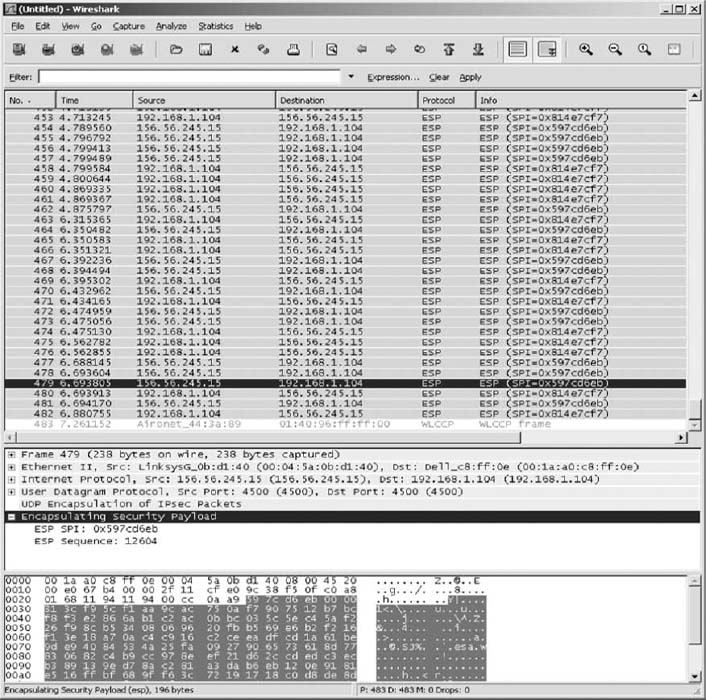 (Untitled) - Wireshark
File Edit View Go Capture Analyze Statistics Help
Filter: Expression... Clear Apply
No. - Time Source Destination Protocol Info
453 4.713245 192.168.1.104 156.56.245.15 ESP ESP (SPI=0x814e7cf7)
454 4.789560 156.56.245.15 192.168.1.104 ESP ESP (SPI=0x597cd6eb)
455 4.796792 156.56.245.15 192.168.1.104 ESP ESP (SPI=0x597cd6eb)
456 4.799413 156.56.245.15 192.168.1.104 ESP ESP (SPI=0x597cd6eb)
457 4.799489 156.56.245.15 192.168.1.104 ESP ESP (SPI=0x597cd6eb)
458 4.799584 192.168.1.104 156.56.245.15 ESP ESP (SPI=0x814e7cf7)
459 4.800644 192.168.1.104 156.56.245.15 ESP ESP (SPI=0x814e7cf7)
460 4.869335 156.56.245.15 192.168.1.104 ESP
461 4.869367 192.168.1.104 156.56.245.15 ESP ESP (SPI=0x814e7cf7)
462 4.875797 156.56.245.15 192.168.1.104 ESP ESP (SPI=0x597cd6eb)
463 6.315365 192.168.1.104 156.56.245.15 ESP ESP (SPI=0x814e7cf7)
464 6.350482 156.56.245.15 192.168.1.104 ESP ESP (SPI=0x597cd6eb)
465 6.350583 192.168.1.104 156.56.245.15 ESP ESP (SPI=0x814e7cf7)
466 6.351321 192.168.1.104 156.56.245.15 ESP ESP (SPI=0x814e7cf7)
467 6.392236 156.56.245.15 192.168.1.104 ESP ESP (SPI=0x597cd6eb)
468 6.394494 156.56.245.15 192.168.1.104 ESP ESP (SPI=0x597cd6eb)
469 6.395302 192.168.1.104 156.56.245.15 ESP ESP (SPI=0x814e7cf7)
470 6.432962 156.56.245.15 192.168.1.104 ESP ESP (SPI=0x597cd6eb)
471 6.434165 192.168.1.104 156.56.245.15 ESP ESP (SPI=0x814e7cf7)
472 6.474959 156.56.245.15 192.168.1.104 ESP ESP (SPI=0x597cd6eb)
473 6.475056 156.56.245.15 192.168.1.104 ESP ESP (SPI=0x597cd6eb)
474 6.475130 192.168.1.104 156.56.245.15 ESP ESP (SPI=0x814e7cf7)
475 6.562782 156.56.245.15 192.168.1.104 ESP
476 6.562855 192.168.1.104 156.56.245.15 ESP ESP (SPI=0x814e7cf7)
477 6.688145 156.56.245.15 192.168.1.104 ESP ESP (SPI=0x597cd6eb)
478 6.693604 156.56.245.15 192.168.1.104 ESP ESP (SPI=0x597cd6eb)
479 6.693805 156.56.245.15 192.168.1.104 ESP ESP (SPI=0x597cd6eb)
480 6.693913 192.168.1.104 156.56.245.15 ESP ESP (SPI=0x814e7cf7)
481 6.694170 192.168.1.104 156.56.245.15 ESP ESP (SPI=0x814e7cf7)
482 6.880755 192.168.1.104 156.56.245.15 ESP ESP (SPI=0x814e7cf7)
483 7.261152 Aironet_44:3a:89 01:40:96:ff:ff:00 WLCCP WLCCP frame
Frame 479 (238 bytes on wire, 238 bytes captured)
Ethernet II, Src: LinksysG_0b:d1:40 (00:04:5a:0b:d1:40), Dst: Dell_c8:ff:0e (00:1a:a0:c8:ff:0e)
Internet Protocol, Src: 156.56.245.15 (156.56.245.15), Dst: 192.168.1.104 (192.168.1.104)
User Datagram Protocol, Src Port: 4500 (4500), Dst Port: 4500 (4500)
UDP Encapsulation of IPsec Packets
Encapsulating Security Payload
ESP SPI: 0x597cd6eb
ESP Sequence: 12604
0000 00 1a a0 c8 ff 0e 00 04 5a 0b d1 40 08 00 45 20
0010 00 e0 67 b4 00 00 2f 11 cf e9 9c 38 f5 0f c0 a8
0020 01 68 11 94 11 94 00 cc 0a a9 59 7c d6 eb 00 00
0030 31 3c f9 5c f1 aa 9c ac 75 0a f7 90 75 12 b7 bc
0040 f8 f3 e2 86 6a b1 c2 ac 0b bc 03 5c 5e c4 5a f2
0050 26 f9 8c b5 34 08 06 96 20 fb b5 69 e6 b2 f2 16
0060 f1 3e 18 a7 0a c4 c9 16 c2 ce ea df cd 1a 61 be
0070 9d e9 40 84 53 4a 25 fa 09 27 90 65 73 61 8d 77
0080 83 06 82 c4 b9 cc 97 8e ef 21 d6 2c cd ed c3 ec
0090 b3 89 13 9e d7 8a c2 81 a3 da b6 eb 12 0e 91 81
00a0 e5 16 ff bf 68 9f f6 3c 72 19 17 18 c0 d8 de 8d
Encapsulating Security Payload (esp), 196 bytes P: 483 D: 483 M: 0 Drops: 0